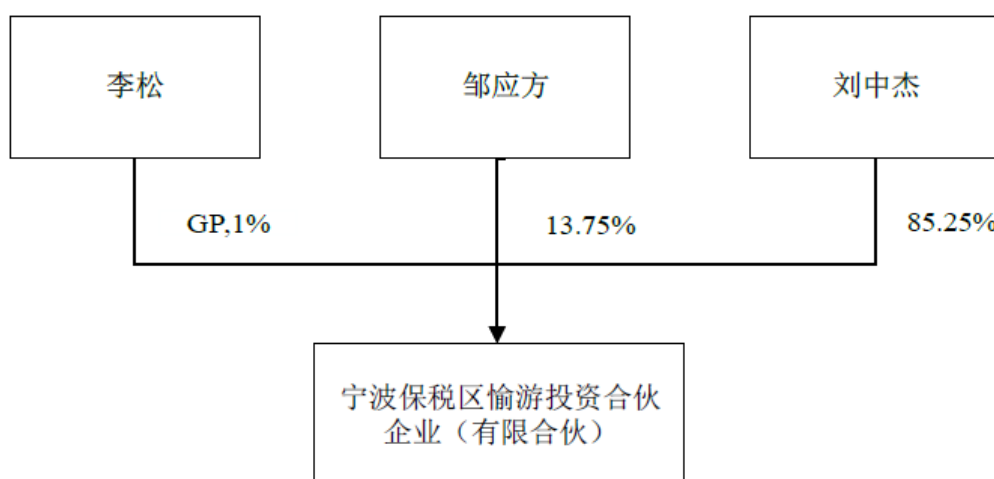 李松
邹应方
刘中杰
GP,1%
13.75%
85.25%
宁波保税区愉游投资合伙
企业（有限合伙）